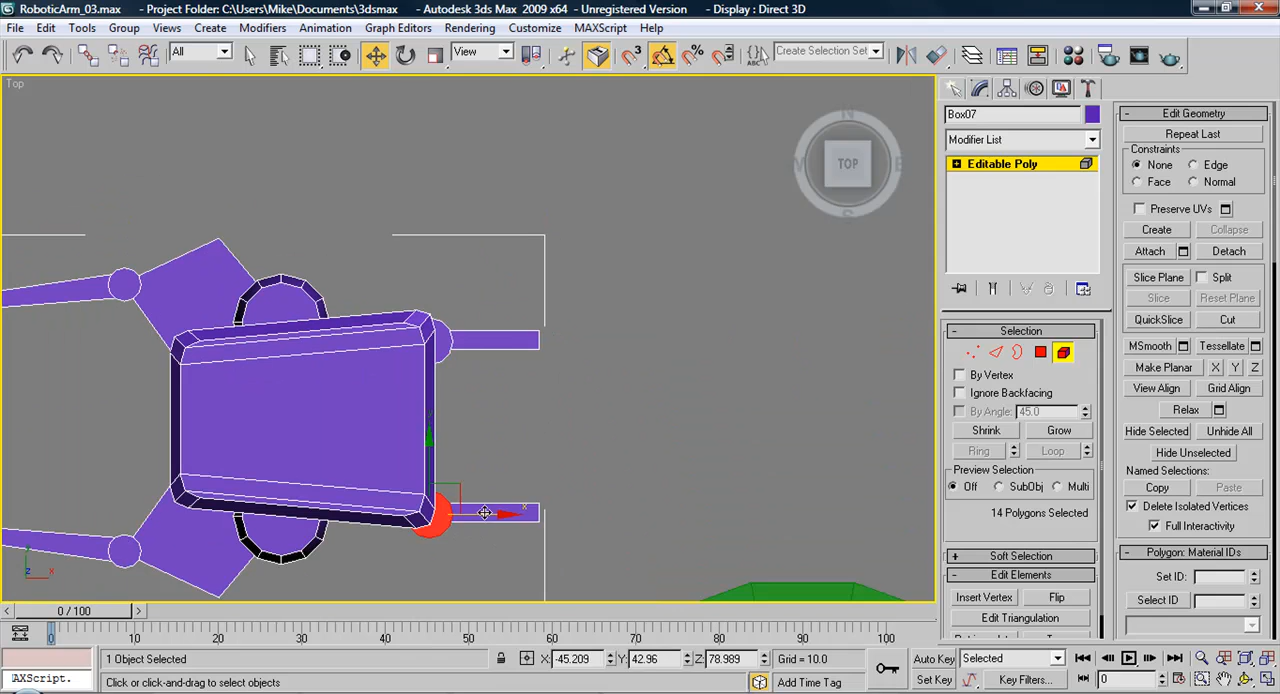 RoboticArm_03.max - Project Folder: C:\Users\Mike\Documents\3dsmax - Autodesk 3ds Max 2009 x64 - Unregistered Version - Display : Direct 3D
File Edit Tools Group Views Create Modifiers Animation Graph Editors Rendering Customize MAXScript Help
All View Create Selection Set
Top
TOP
Box07
Modifier List
Editable Poly
Selection
By Vertex
Ignore Backfacing
By Angle: 45.0
Shrink Grow
Ring Loop
Preview Selection
Off SubObj Multi
14 Polygons Selected
Soft Selection
Edit Elements
Insert Vertex Flip
Edit Triangulation
Edit Geometry
Repeat Last
Constraints
None Edge
Face Normal
Preserve UVs
Create Collapse
Attach Detach
Slice Plane Split
Slice Reset Plane
QuickSlice Cut
MSmooth Tessellate
Make Planar X Y Z
View Align Grid Align
Relax
Hide Selected Unhide All
Hide Unselected
Named Selections:
Copy Paste
Delete Isolated Vertices
Full Interactivity
Polygon: Material IDs
Set ID:
Select ID
y
x
z x
0 / 100
0 10 20 30 40 50 60 70 80 90 100
1 Object Selected X: -45.209 Y: 42.96 Z: 78.989 Grid = 10.0 Auto Key Selected
AXScript. Click or click-and-drag to select objects Add Time Tag Set Key Key Filters... 0